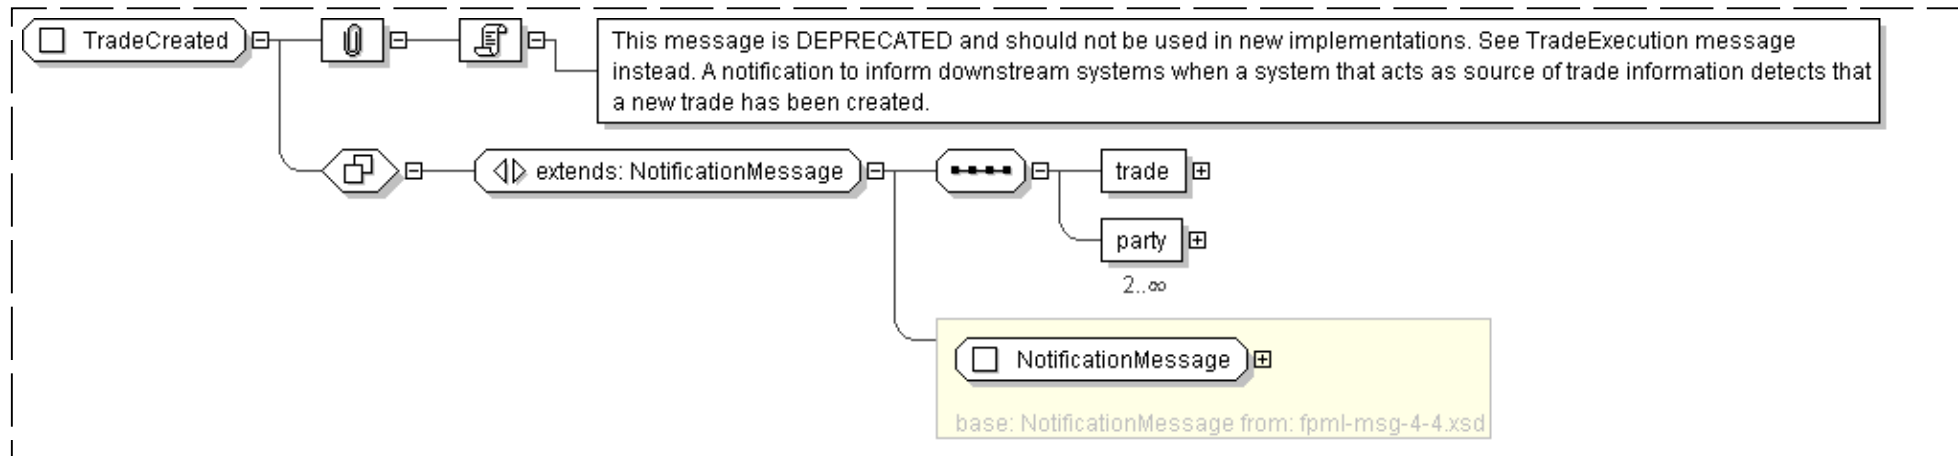 TradeCreated
This message is DEPRECATED and should not be used in new implementations. See TradeExecution message
instead. A notification to inform downstream systems when a system that acts as source of trade information detects that
a new trade has been created.
extends: NotificationMessage
trade
party
2..∞
NotificationMessage
base: NotificationMessage from: fpml-msg-4-4.xsd